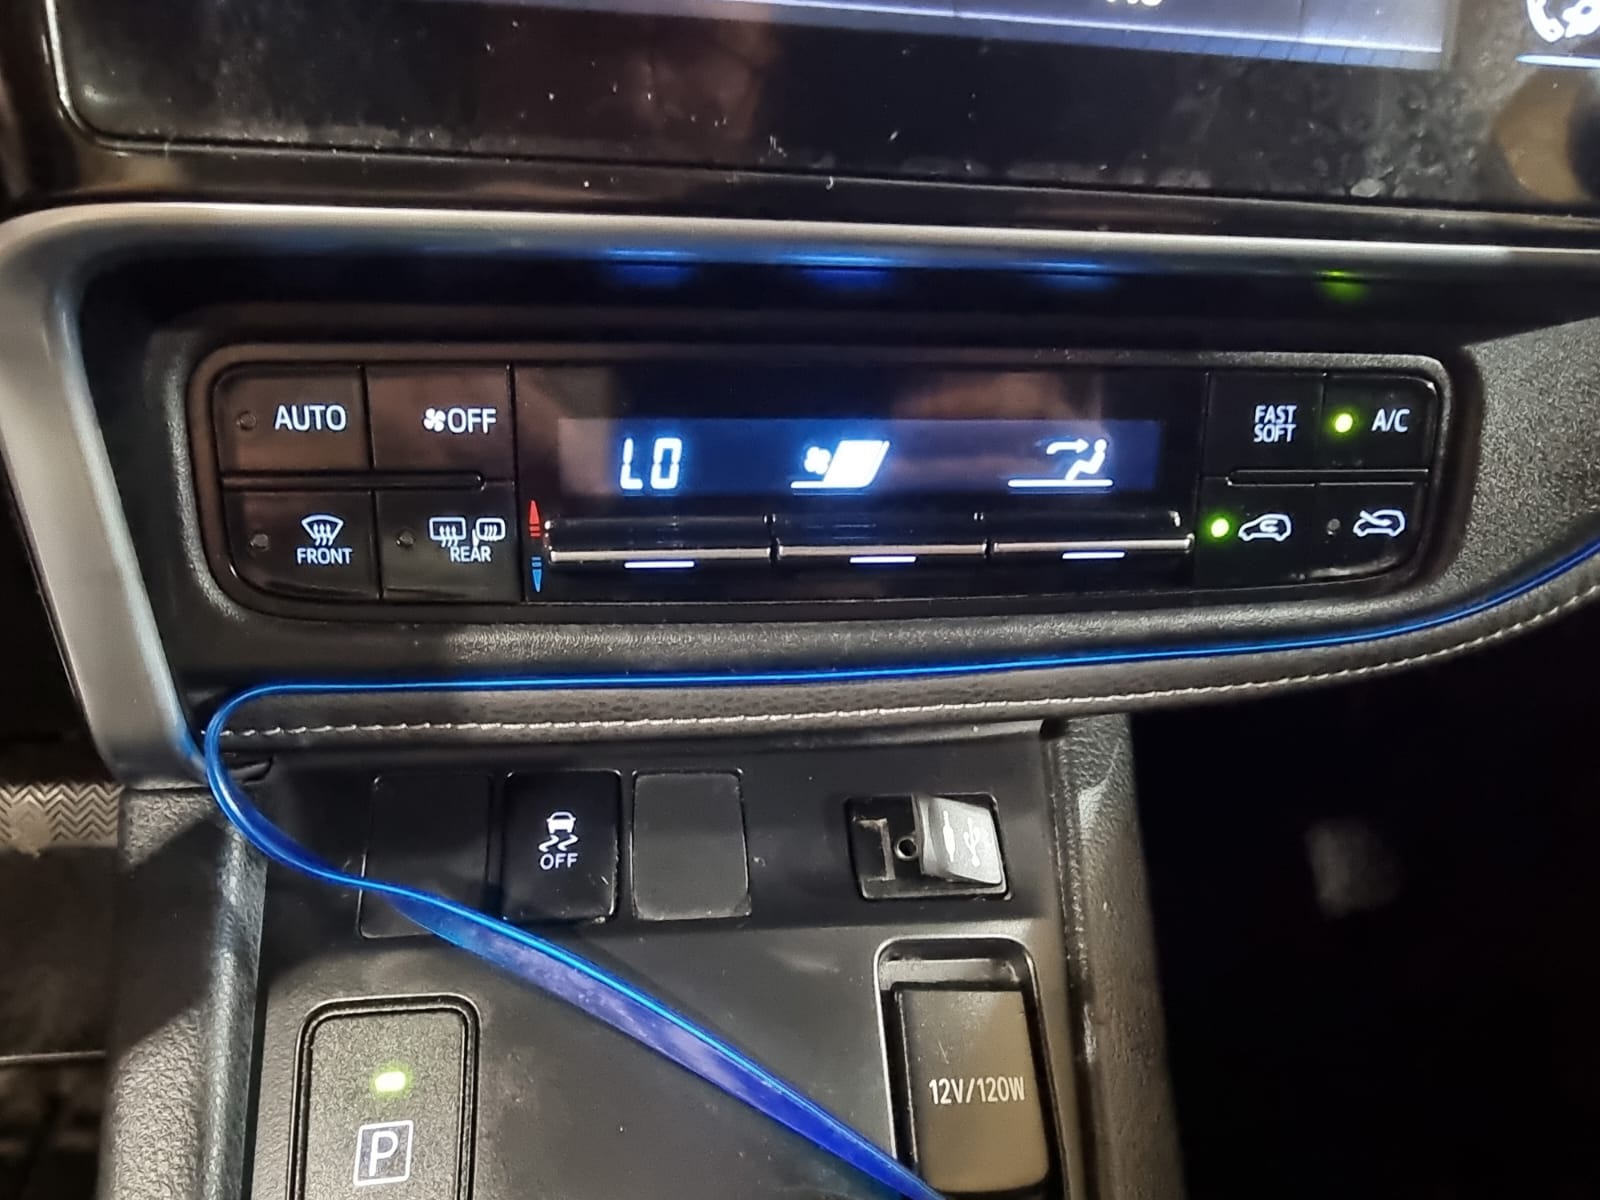 AUTO
OFF
LO
FAST
SOFT
A/C
FRONT
REAR
OFF
12V/120W
P